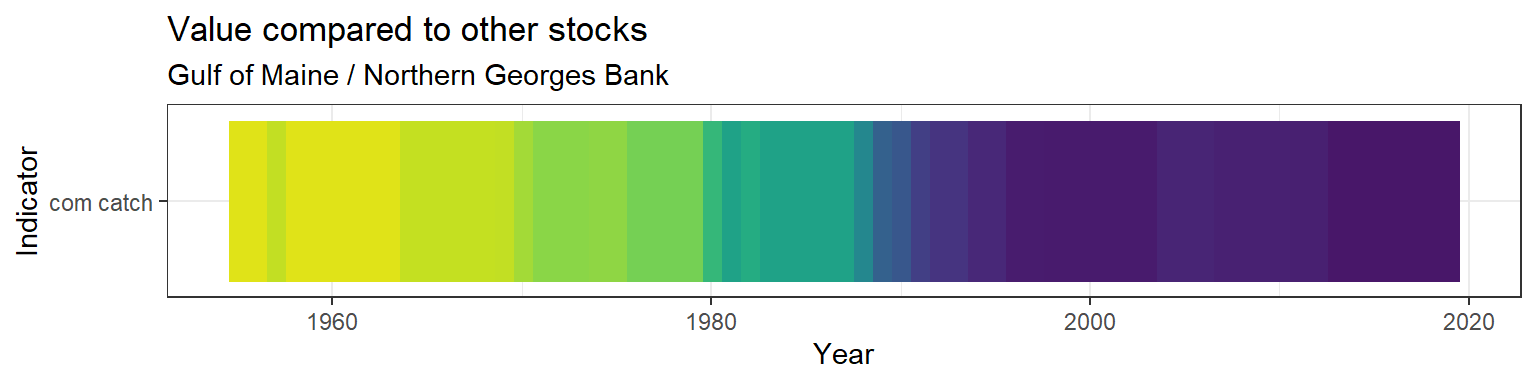 Value compared to other stocks
Gulf of Maine / Northern Georges Bank
Indicator
com catch
1960 1980 2000 2020
Year